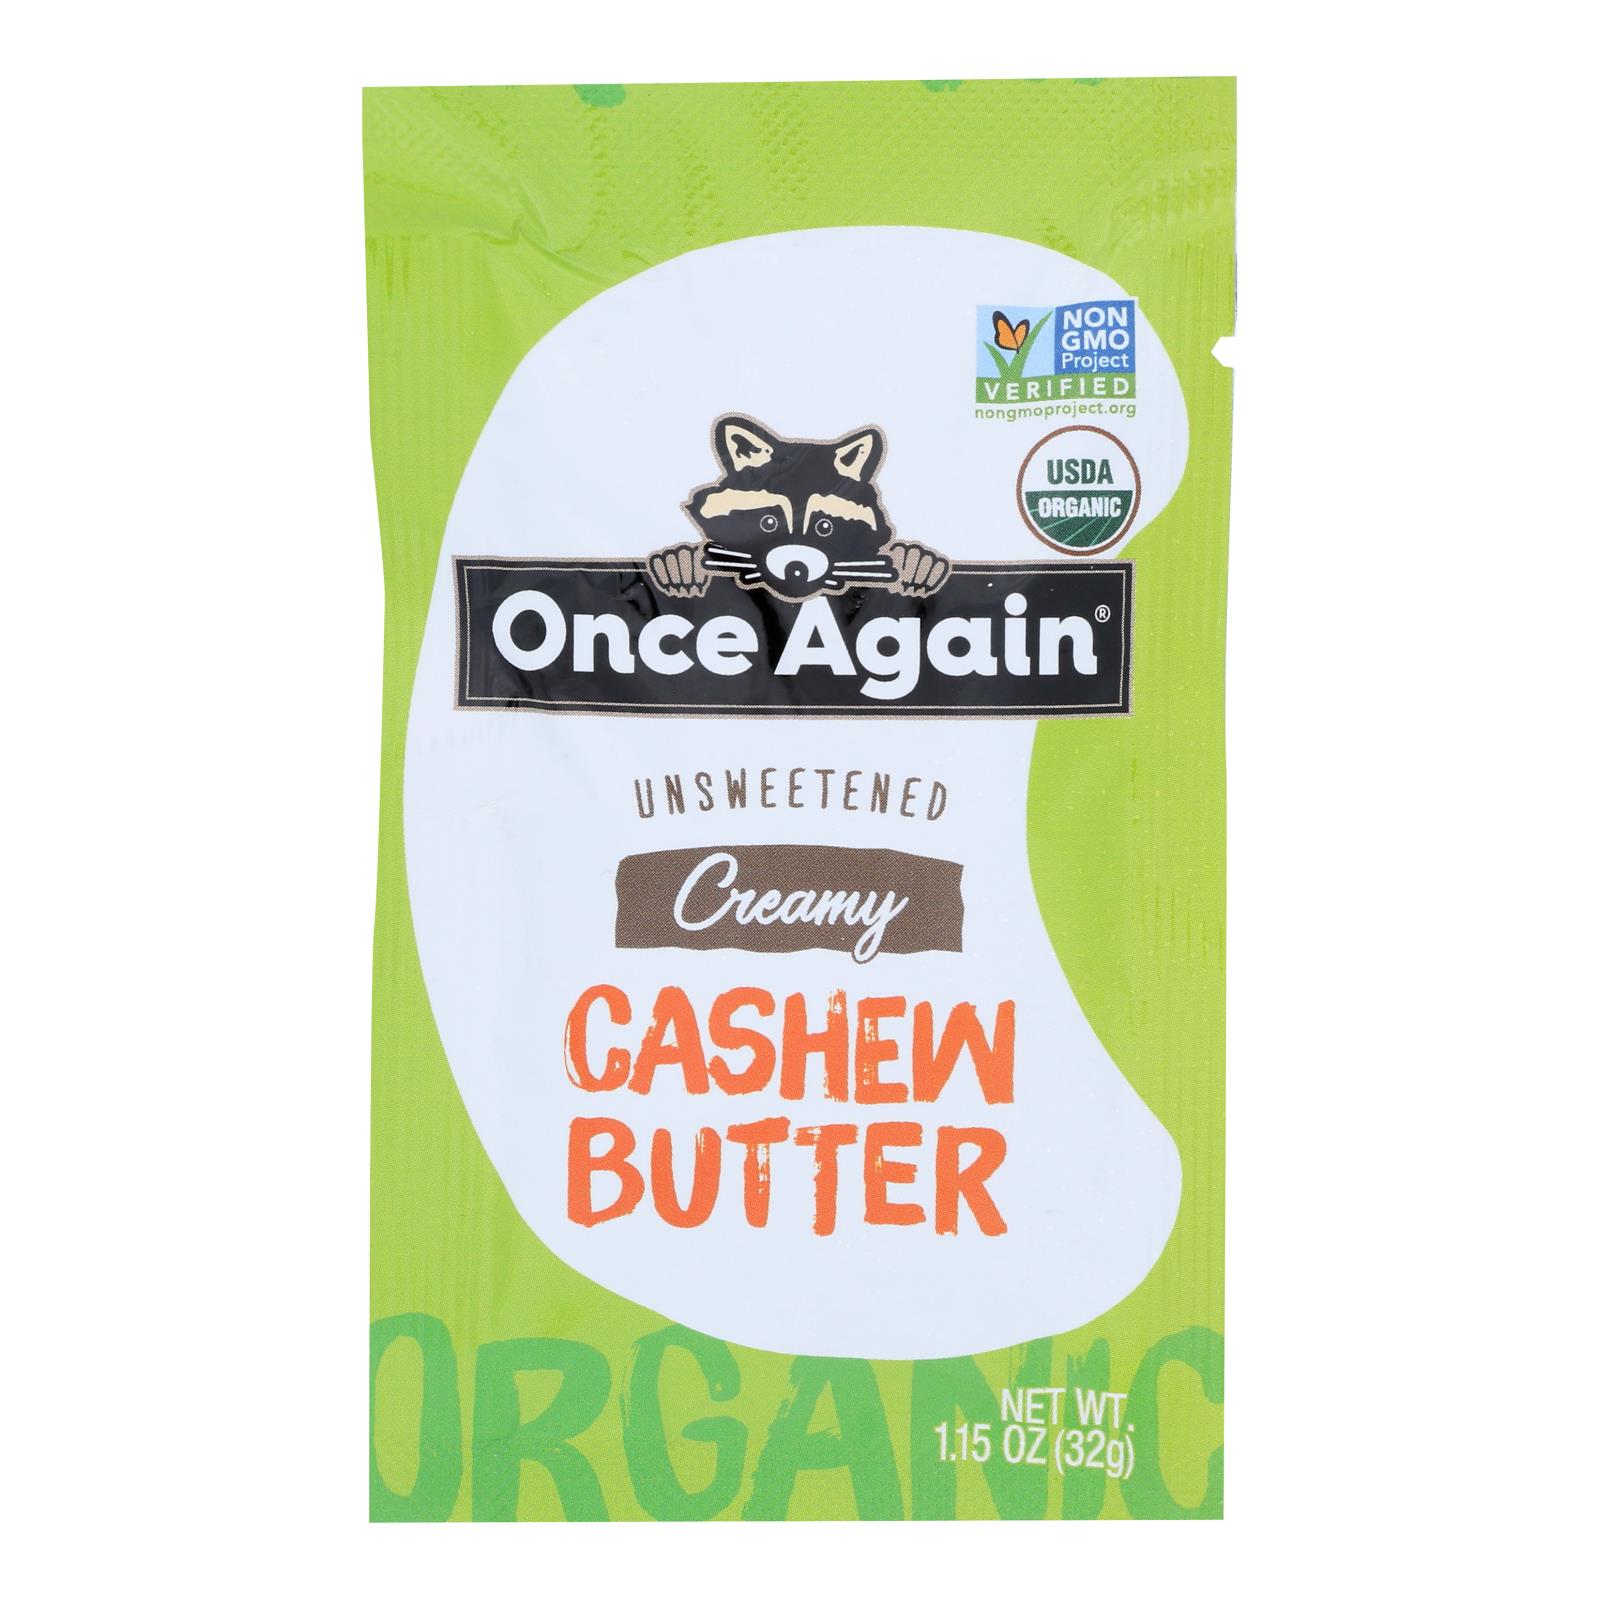 NON
GMO
Project
VERIFIED
nongmoproject.org
USDA
ORGANIC
Once Again®
UNSWEETENED
Creamy
CASHEW
BUTTER
ORGANIC
NET WT.
1.15 OZ (32g)